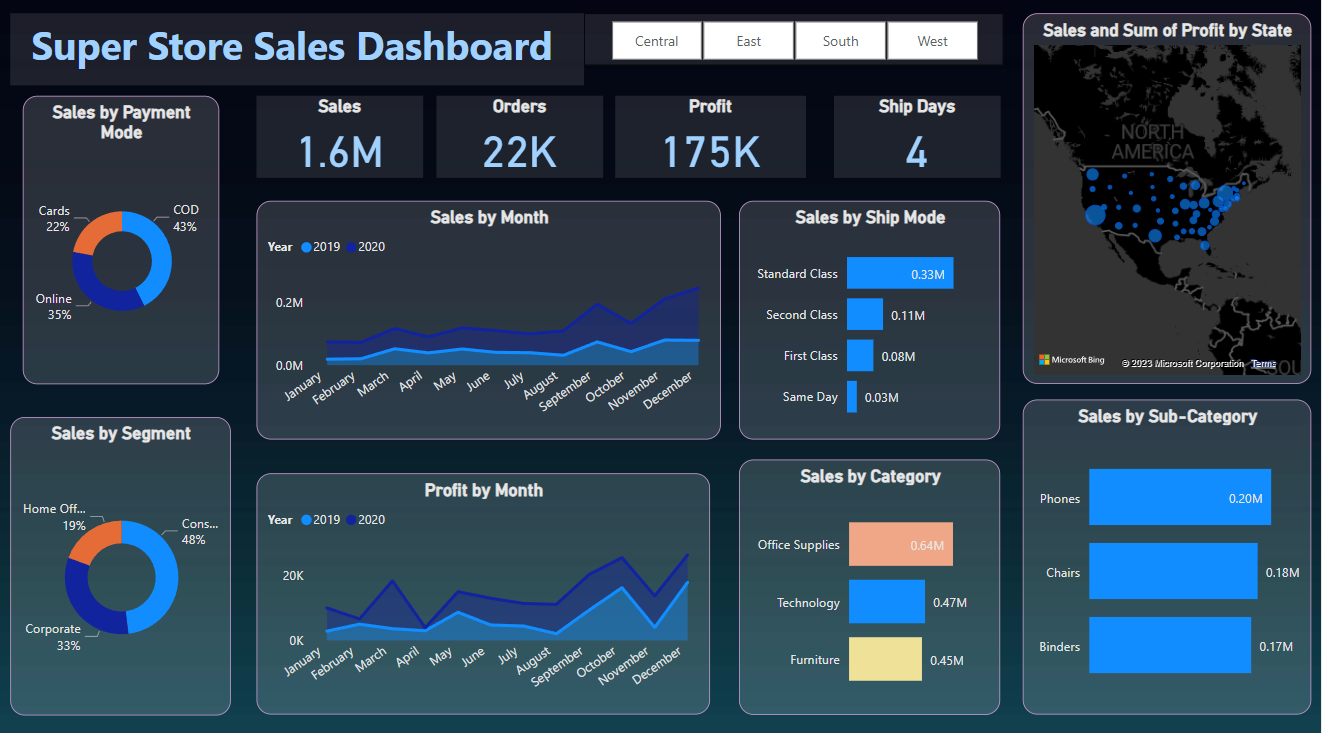 Super Store Sales Dashboard
Central
East
South
West
Sales and Sum of Profit by State
NORTH
AMERICA
Microsoft Bing
© 2023 Microsoft Corporation
Terms
Sales by Payment
Mode
Cards
22%
COD
43%
Online
35%
Sales
1.6M
Orders
22K
Profit
175K
Ship Days
4
Sales by Month
Year 2019 2020
0.2M
0.0M
January
February
March
April
May
June
July
August
September
October
November
December
Sales by Ship Mode
Standard Class 0.33M
Second Class 0.11M
First Class 0.08M
Same Day 0.03M
Sales by Segment
Home Off...
19%
Cons...
48%
Corporate
33%
Profit by Month
Year 2019 2020
20K
0K
January
February
March
April
May
June
July
August
September
October
November
December
Sales by Category
Office Supplies 0.64M
Technology 0.47M
Furniture 0.45M
Sales by Sub-Category
Phones 0.20M
Chairs 0.18M
Binders 0.17M